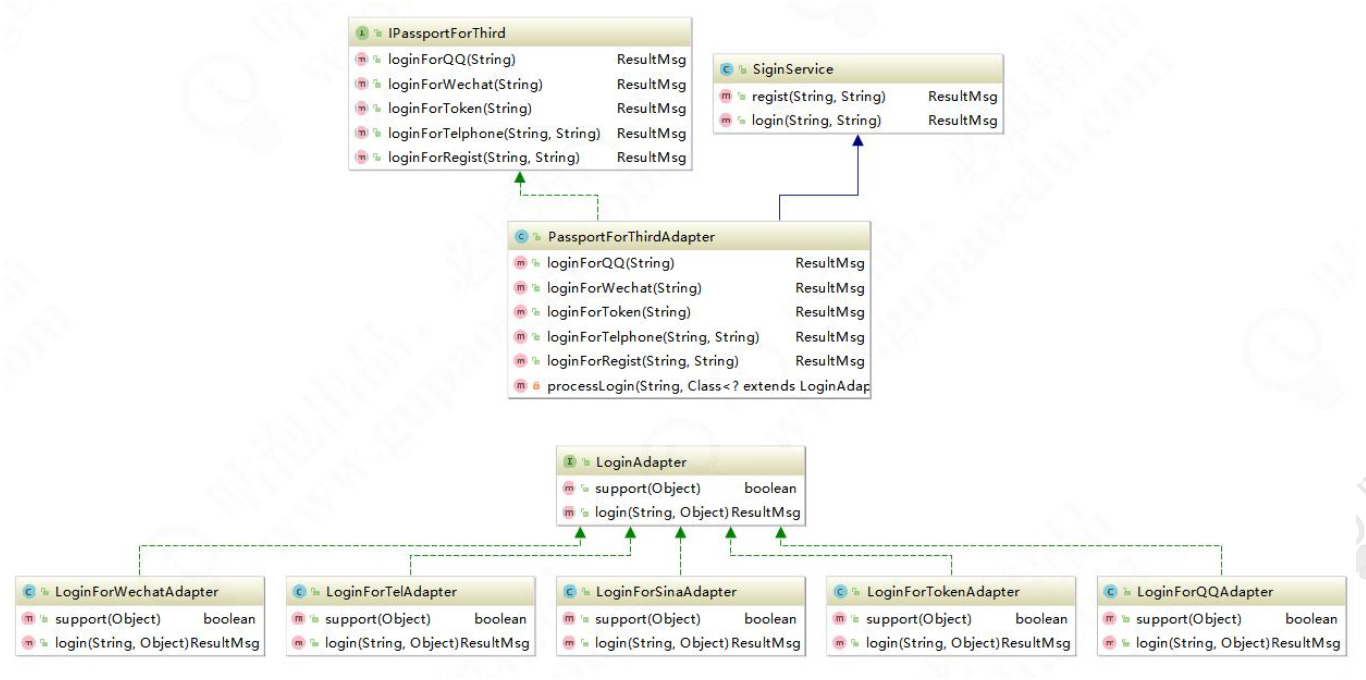 IPassportForThird
loginForQQ(String) ResultMsg
loginForWechat(String) ResultMsg
loginForToken(String) ResultMsg
loginForTelphone(String, String) ResultMsg
loginForRegist(String, String) ResultMsg
SiginService
regist(String, String) ResultMsg
login(String, String) ResultMsg
PassportForThirdAdapter
loginForQQ(String) ResultMsg
loginForWechat(String) ResultMsg
loginForToken(String) ResultMsg
loginForTelphone(String, String) ResultMsg
loginForRegist(String, String) ResultMsg
processLogin(String, Class<? extends LoginAdap
LoginAdapter
support(Object) boolean
login(String, Object) ResultMsg
LoginForWechatAdapter
support(Object) boolean
login(String, Object) ResultMsg
LoginForTelAdapter
support(Object) boolean
login(String, Object) ResultMsg
LoginForSinaAdapter
support(Object) boolean
login(String, Object) ResultMsg
LoginForTokenAdapter
support(Object) boolean
login(String, Object) ResultMsg
LoginForQQAdapter
support(Object) boolean
login(String, Object) ResultMsg